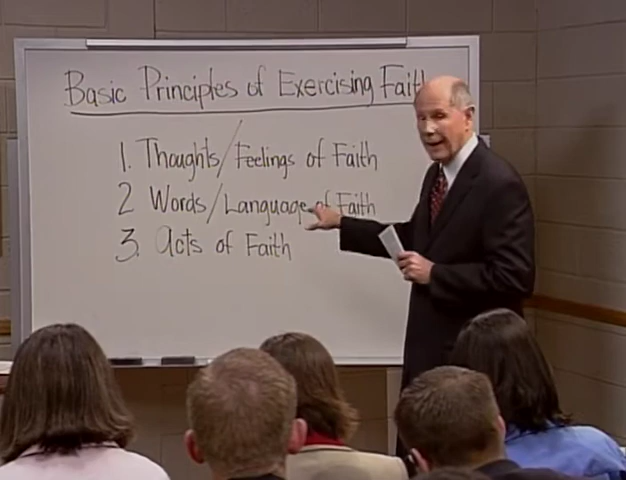 Basic Principles of Exercising Faith
1. Thoughts/Feelings of Faith
2 Words/Language of Faith
3. Acts of Faith